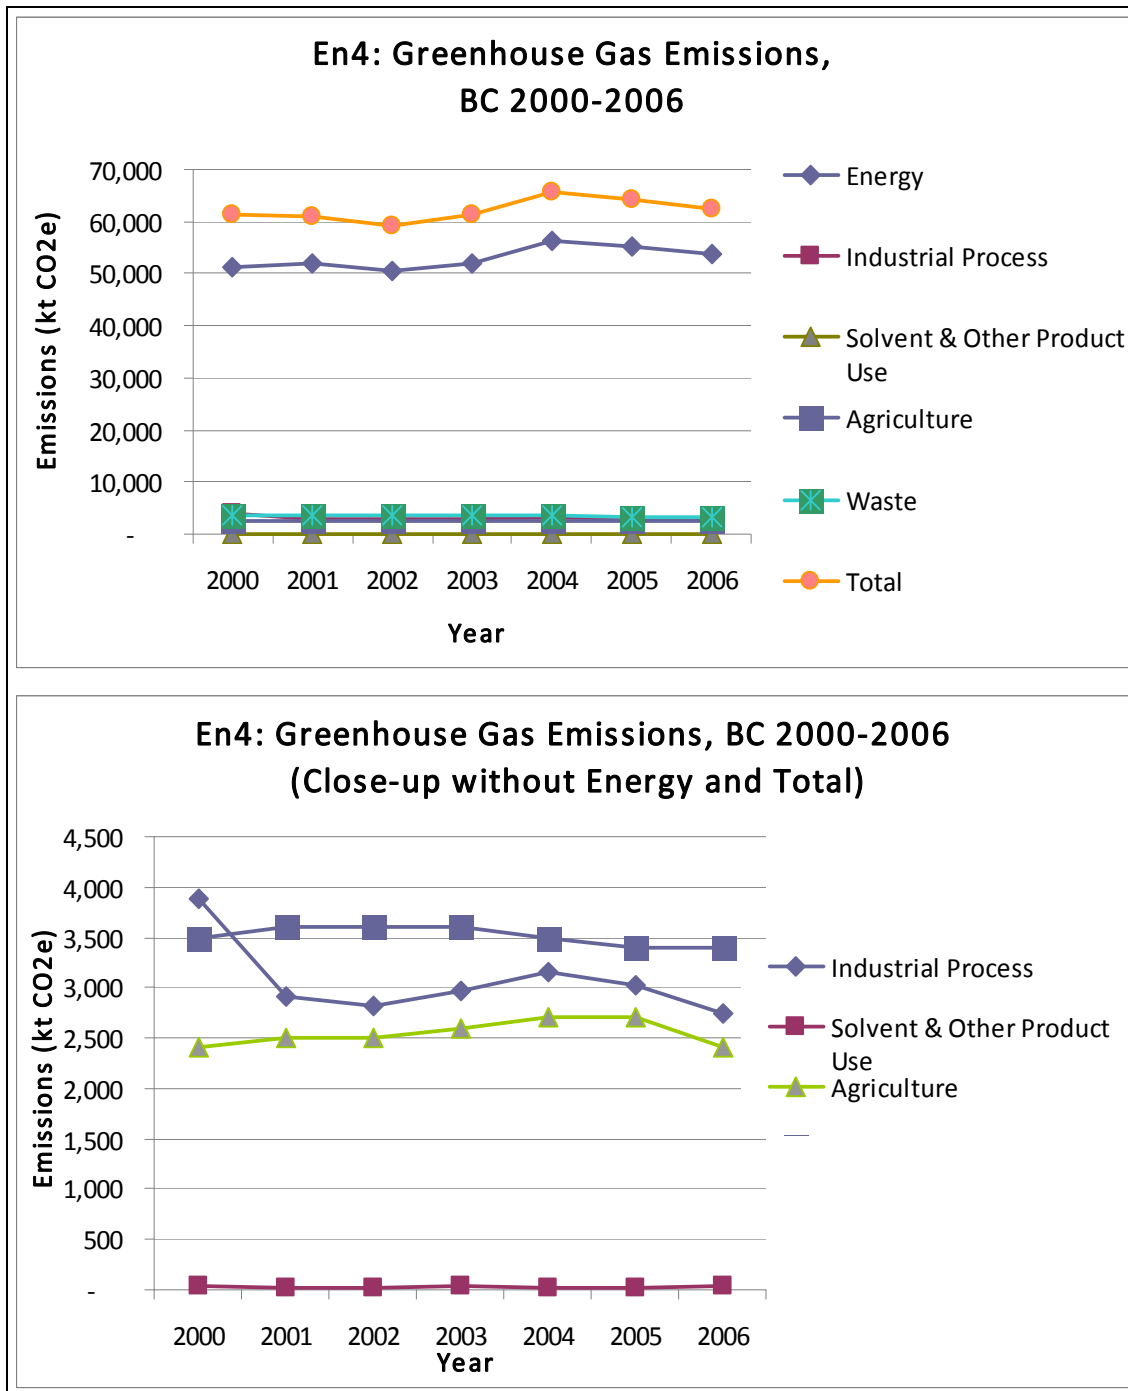 En4: Greenhouse Gas Emissions,
BC 2000-2006
70,000
60,000
50,000
40,000
30,000
20,000
10,000
-
Emissions (kt CO2e)
2000 2001 2002 2003 2004 2005 2006
Year
Energy
Industrial Process
Solvent & Other Product
Use
Agriculture
Waste
Total
En4: Greenhouse Gas Emissions, BC 2000-2006
(Close-up without Energy and Total)
4,500
4,000
3,500
3,000
2,500
2,000
1,500
1,000
500
-
Emissions (kt CO2e)
2000 2001 2002 2003 2004 2005 2006
Year
Industrial Process
Solvent & Other Product
Use
Agriculture